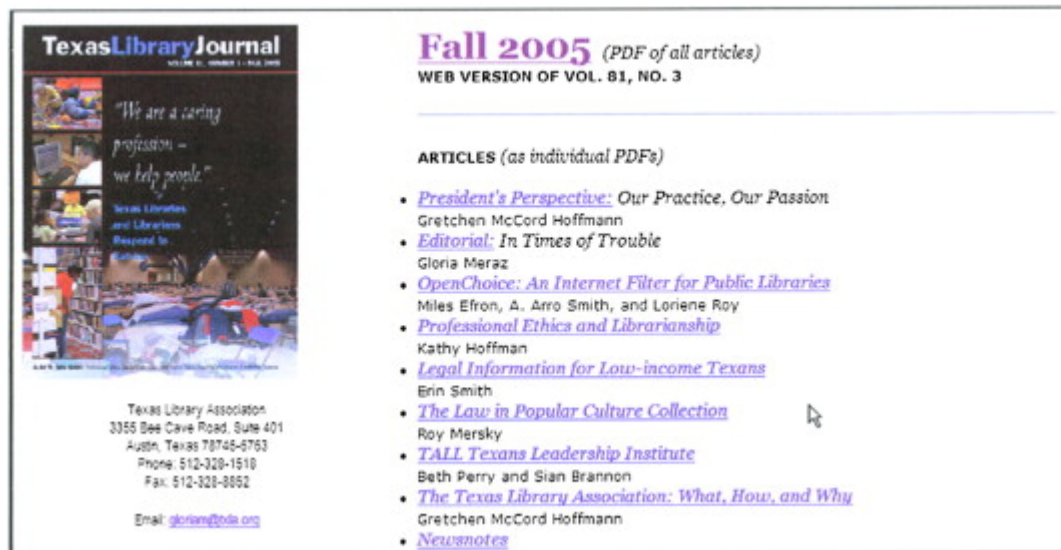 TexasLibraryJournal
"We are a caring
profession –
we help people."
Texas Libraries
and Librarians
Respond to
Texas Library Association
3355 Bee Cave Road, Suite 401
Austin, Texas 78746-6763
Phone: 512-328-1518
Fax: 512-328-8852
Email: gloriam@txla.org
Fall 2005 (PDF of all articles)
WEB VERSION OF VOL. 81, NO. 3
ARTICLES (as individual PDFs)
• President's Perspective: Our Practice, Our Passion
Gretchen McCord Hoffmann
• Editorial: In Times of Trouble
Gloria Meraz
• OpenChoice: An Internet Filter for Public Libraries
Miles Efron, A. Arro Smith, and Loriene Roy
• Professional Ethics and Librarianship
Kathy Hoffman
• Legal Information for Low-income Texans
Erin Smith
• The Law in Popular Culture Collection
Roy Mersky
• TALL Texans Leadership Institute
Beth Perry and Sian Brannon
• The Texas Library Association: What, How, and Why
Gretchen McCord Hoffmann
• Newsnotes